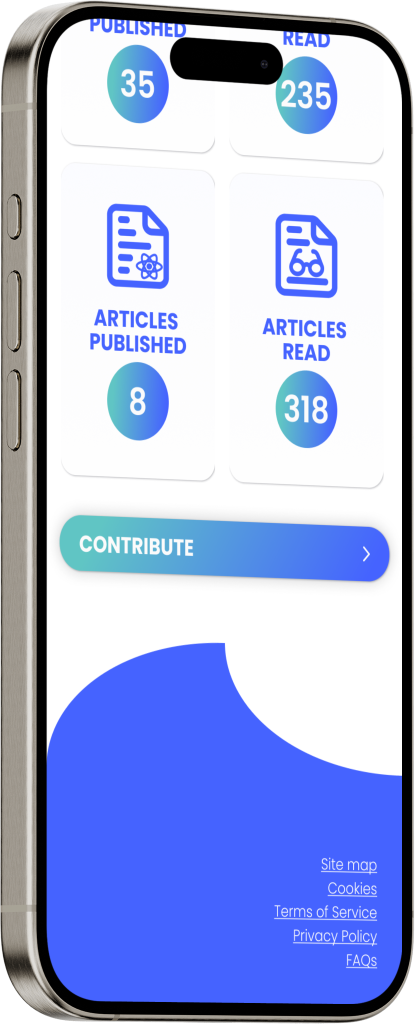 PUBLISHED
READ
35
235
ARTICLES
PUBLISHED
ARTICLES
READ
8
318
CONTRIBUTE
Site map
Cookies
Terms of Service
Privacy Policy
FAQs